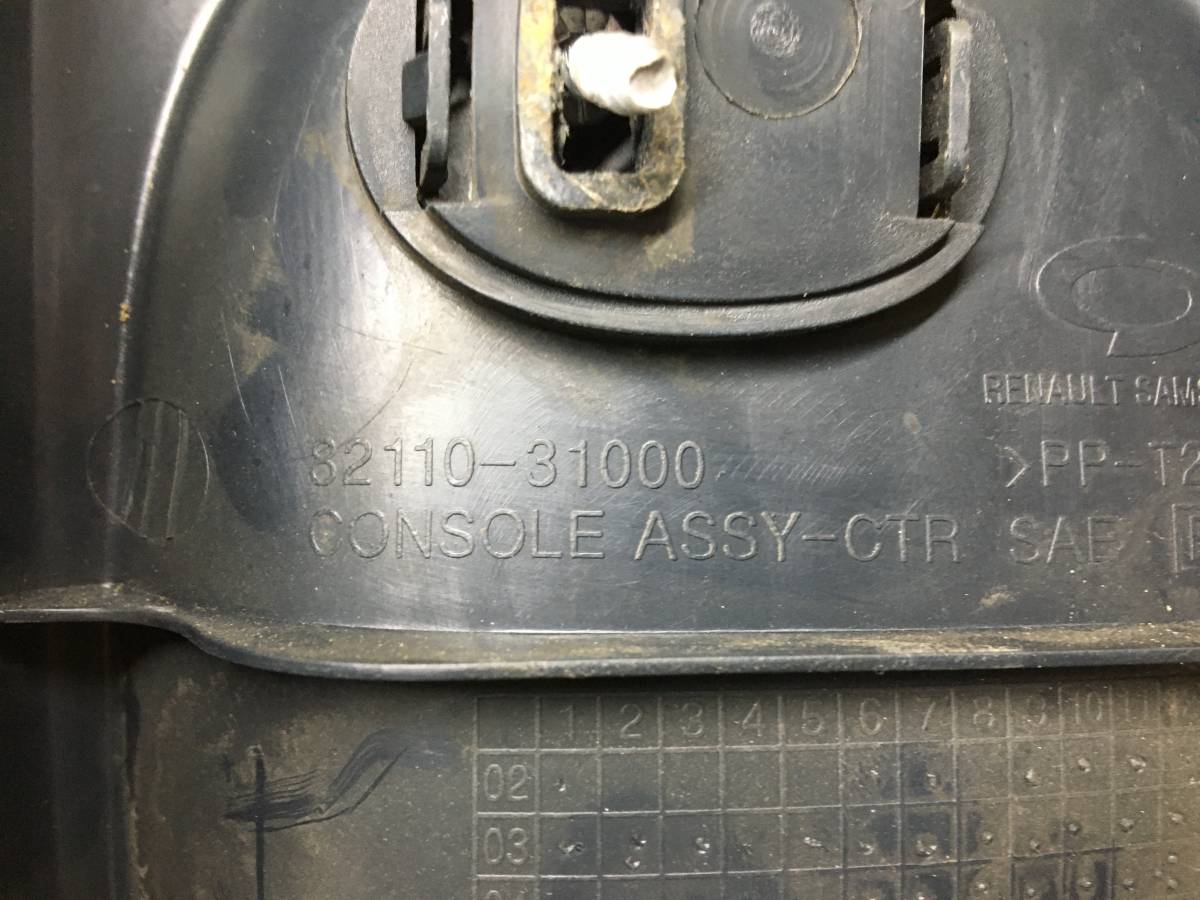 RENAULT SAMS
82110-31000
>PP-T2
CONSOLE ASSY-CTR
SAE
1 2 3 4 5 6 7 8 9 10 11
02
03